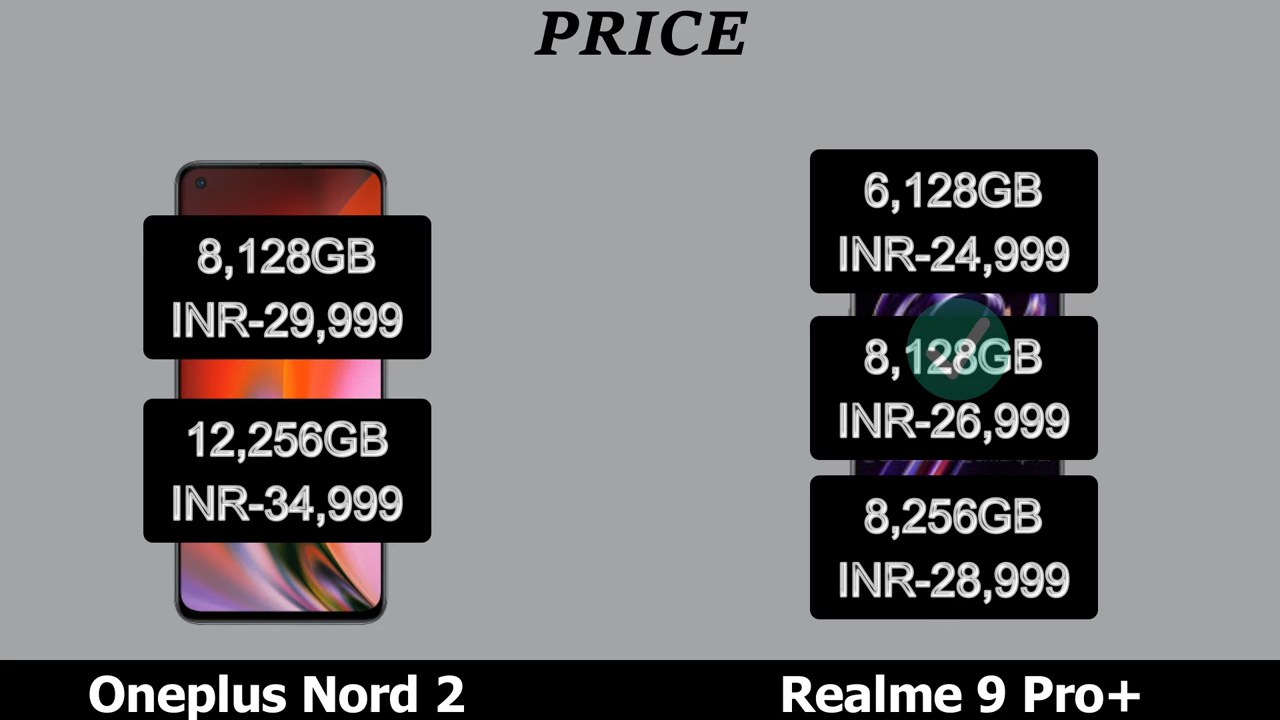 PRICE
8,128GB
INR-29,999
12,256GB
INR-34,999
6,128GB
INR-24,999
8,128GB
INR-26,999
8,256GB
INR-28,999
Oneplus Nord 2
Realme 9 Pro+